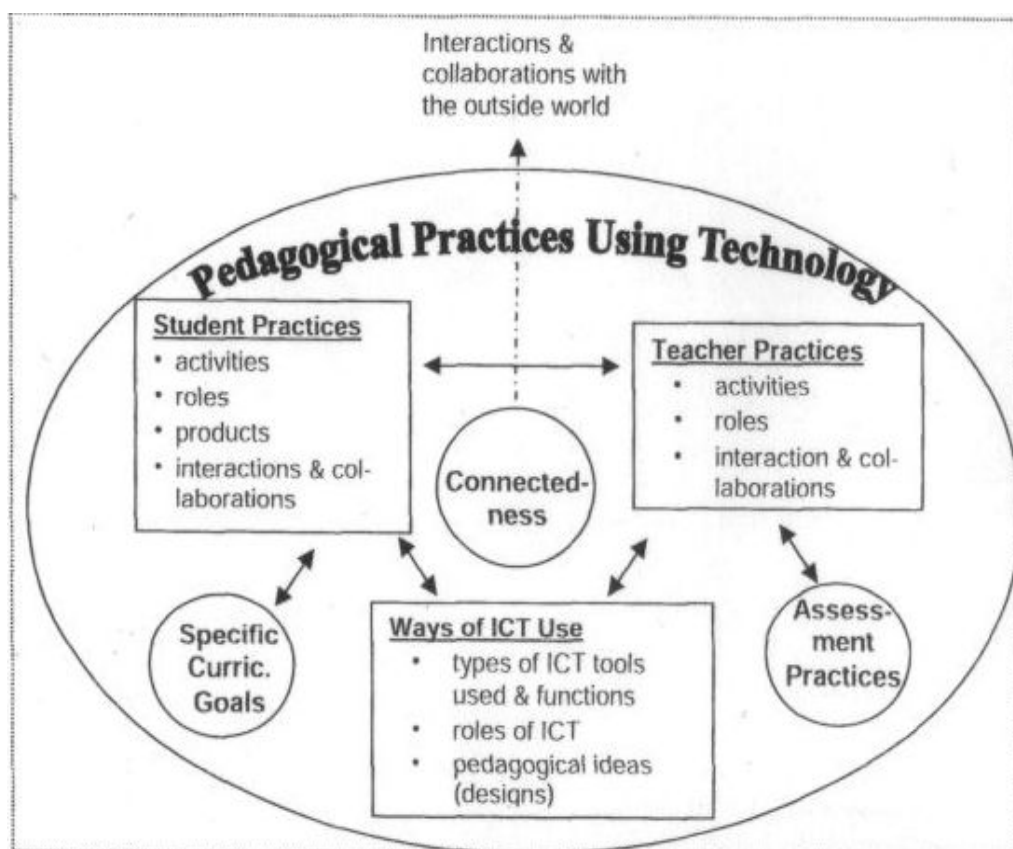 Interactions &
collaborations with
the outside world
Pedagogical Practices Using Technology
Student Practices
• activities
• roles
• products
• interactions & col-
laborations
Teacher Practices
• activities
• roles
• interaction & col-
laborations
Connected-
ness
Specific
Curric.
Goals
Ways of ICT Use
• types of ICT tools
used & functions
• roles of ICT
• pedagogical ideas
(designs)
Assess-
ment
Practices